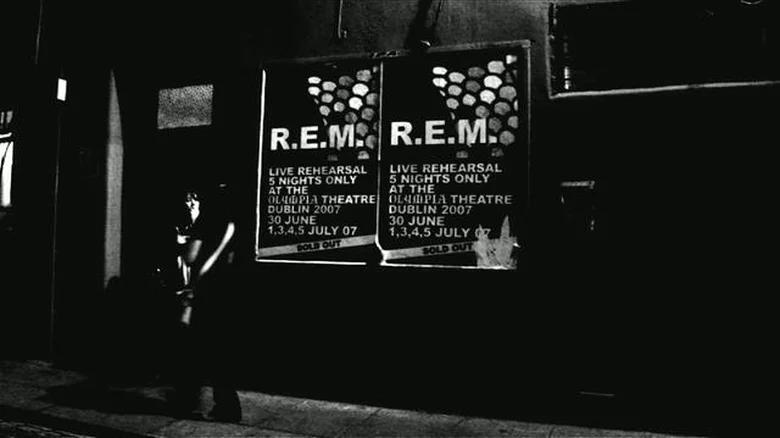 R.E.M.
LIVE REHEARSAL
5 NIGHTS ONLY
AT THE
OLYMPIA THEATRE
DUBLIN 2007
30 JUNE
1,3,4,5 JULY 07
SOLD OUT
R.E.M.
LIVE REHEARSAL
5 NIGHTS ONLY
AT THE
OLYMPIA THEATRE
DUBLIN 2007
30 JUNE
1,3,4,5 JULY 07
SOLD OUT